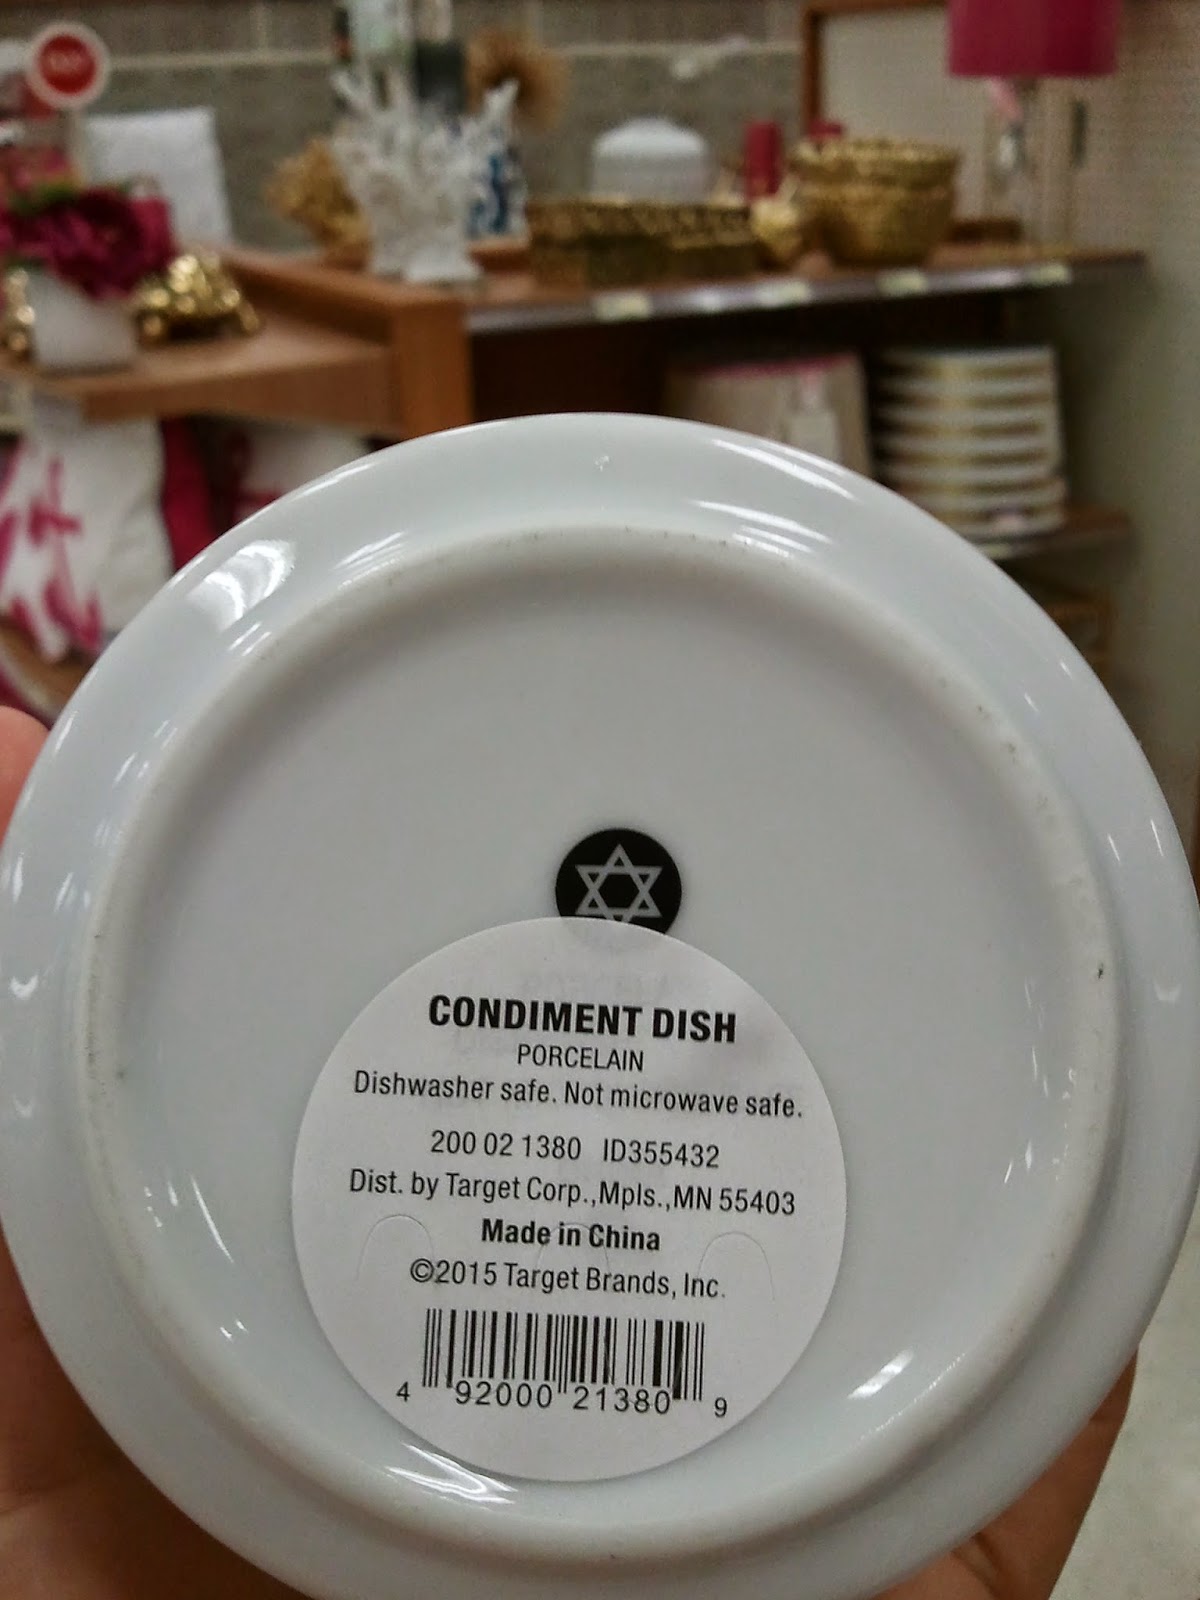 CONDIMENT DISH
PORCELAIN
Dishwasher safe. Not microwave safe.
200 02 1380 ID355432
Dist. by Target Corp.,Mpls.,MN 55403
Made in China
©2015 Target Brands, Inc.
4 92000 21380 9